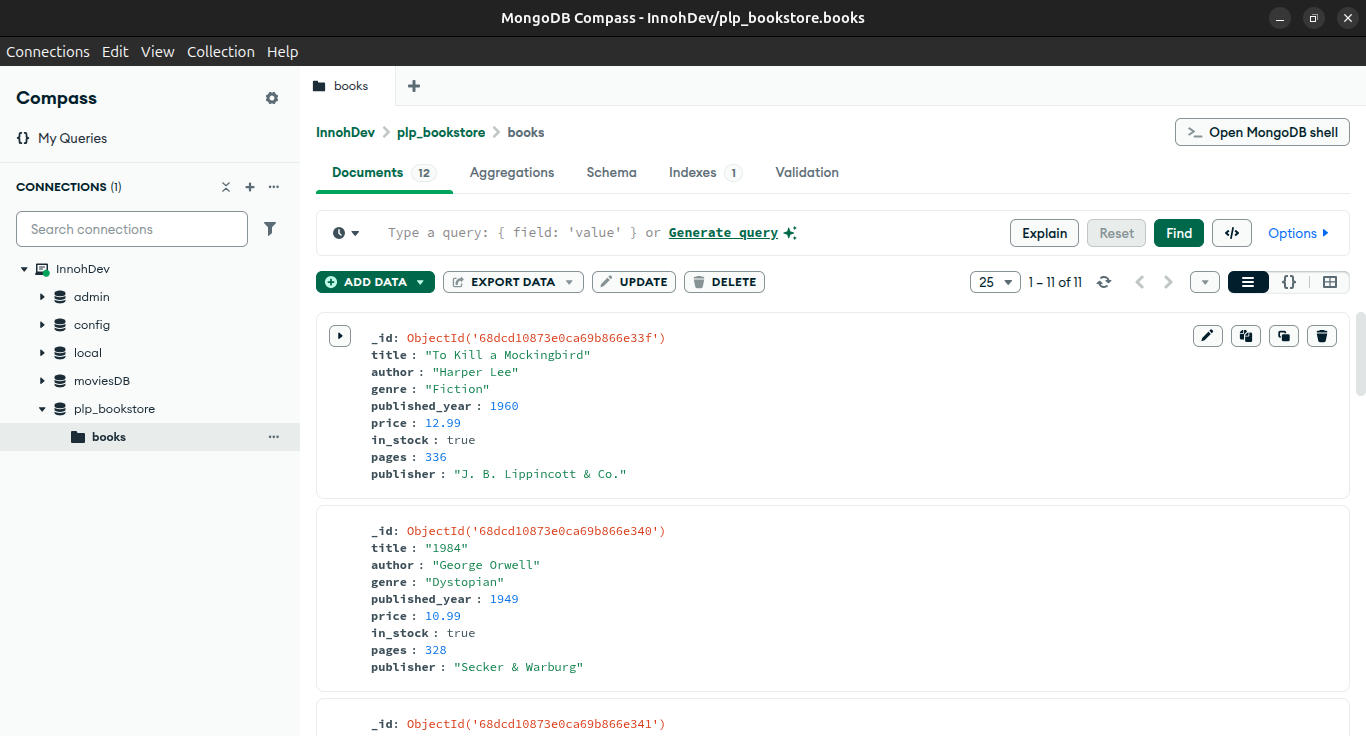 MongoDB Compass - InnohDev/plp_bookstore.books
Connections Edit View Collection Help
Compass
{} My Queries
CONNECTIONS (1)
Search connections
InnohDev
admin
config
local
moviesDB
plp_bookstore
books
books
InnohDev > plp_bookstore > books
>_ Open MongoDB shell
Documents 12 Aggregations Schema Indexes 1 Validation
Type a query: { field: 'value' } or Generate query
Explain Reset Find </> Options
ADD DATA EXPORT DATA UPDATE DELETE
25 1 – 11 of 11 {}
_id: ObjectId('68dcd10873e0ca69b866e33f')
title : "To Kill a Mockingbird"
author : "Harper Lee"
genre : "Fiction"
published_year : 1960
price : 12.99
in_stock : true
pages : 336
publisher : "J. B. Lippincott & Co."
_id: ObjectId('68dcd10873e0ca69b866e340')
title : "1984"
author : "George Orwell"
genre : "Dystopian"
published_year : 1949
price : 10.99
in_stock : true
pages : 328
publisher : "Secker & Warburg"
_id: ObjectId('68dcd10873e0ca69b866e341')